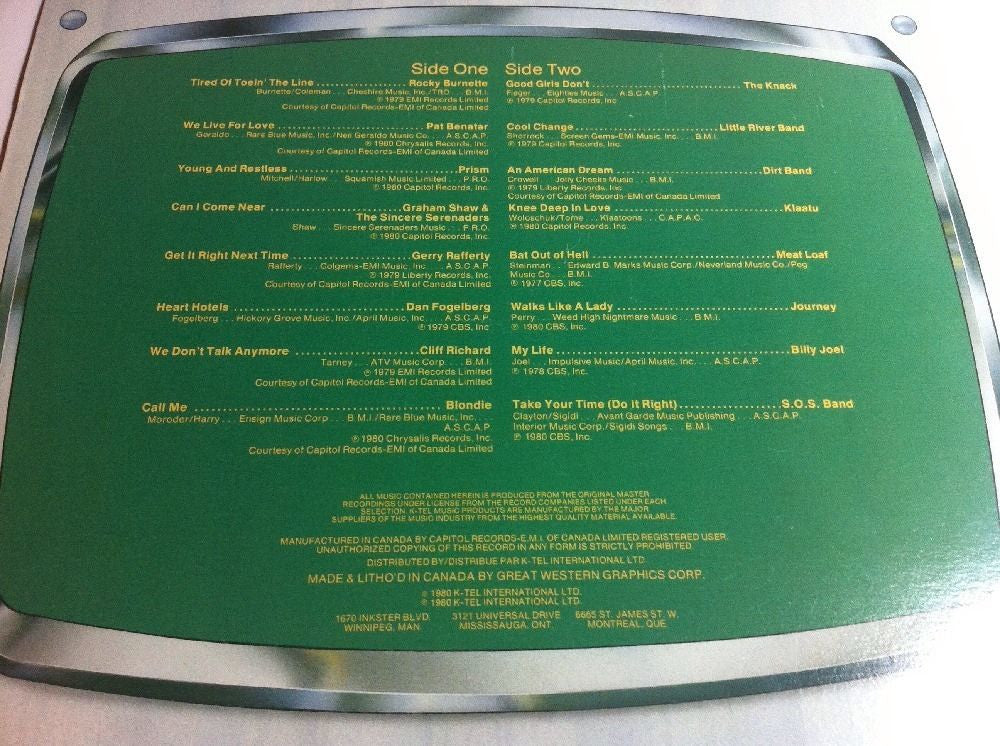 Side One
Tired Of Toein' The Line ..................... Rocky Burnette
Burnette/Coleman ... Cheshire Music, Inc./TRO ... B.M.I.
℗ 1979 EMI Records Limited
Courtesy of Capitol Records-EMI of Canada Limited
We Live For Love ..................... Pat Benatar
Geraldo ... Rare Blue Music, Inc./Neil Geraldo Music Co. ... A.S.C.A.P.
℗ 1980 Chrysalis Records, Inc.
Courtesy of Capitol Records-EMI of Canada Limited
Young And Restless ..................... Prism
Mitchell/Harlow ... Squamish Music Limited ... P.R.O.
℗ 1980 Capitol Records, Inc.
Can I Come Near ..................... Graham Shaw &
The Sincere Serenaders
Shaw ... Sincere Serenaders Music ... P.R.O.
℗ 1980 Capitol Records, Inc.
Get It Right Next Time ..................... Gerry Rafferty
Rafferty ... Colgems-EMI Music, Inc. ... A.S.C.A.P.
℗ 1979 Liberty Records, Inc.
Courtesy of Capitol Records-EMI of Canada Limited
Heart Hotels ..................... Dan Fogelberg
Fogelberg ... Hickory Grove Music, Inc./April Music, Inc. ... A.S.C.A.P.
℗ 1979 CBS, Inc.
We Don't Talk Anymore ..................... Cliff Richard
Tarney ... ATV Music Corp. ... B.M.I.
℗ 1979 EMI Records Limited
Courtesy of Capitol Records-EMI of Canada Limited
Call Me ..................... Blondie
Moroder/Harry ... Ensign Music Corp ... B.M.I./Rare Blue Music, Inc.
A.S.C.A.P.
℗ 1980 Chrysalis Records, Inc.
Courtesy of Capitol Records-EMI of Canada Limited
Side Two
Good Girls Don't ..................... The Knack
Fieger ... Eighties Music ... A.S.C.A.P.
℗ 1979 Capitol Records, Inc.
Cool Change ..................... Little River Band
Shorrock ... Screen Gems-EMI Music, Inc. ... B.M.I.
℗ 1979 Capitol Records, Inc.
An American Dream ..................... Dirt Band
Crowell ... Jolly Cheeks Music ... B.M.I.
℗ 1979 Liberty Records, Inc.
Courtesy of Capitol Records-EMI of Canada Limited
Knee Deep In Love ..................... Klaatu
Woloschuk/Tome ... Klaatoons ... C.A.P.A.C.
℗ 1980 Capitol Records, Inc.
Bat Out of Hell ..................... Meat Loaf
Steinman ... Edward B. Marks Music Corp./Neverland Music Co./Peg
Music Co. ... B.M.I.
℗ 1977 CBS, Inc.
Walks Like A Lady ..................... Journey
Perry ... Weed High Nightmare Music ... B.M.I.
℗ 1980 CBS, Inc.
My Life ..................... Billy Joel
Joel ... Impulsive Music/April Music, Inc. ... A.S.C.A.P.
℗ 1978 CBS, Inc.
Take Your Time (Do It Right) ..................... S.O.S. Band
Clayton/Sigidi ... Avant Garde Music Publishing ... A.S.C.A.P.
Interior Music Corp./Sigidi Songs ... B.M.I.
℗ 1980 CBS, Inc.
ALL MUSIC CONTAINED HEREIN IS PRODUCED FROM THE ORIGINAL MASTER
RECORDINGS UNDER LICENSE FROM THE RECORD COMPANIES LISTED UNDER EACH
SELECTION. K-TEL MUSIC PRODUCTS ARE MANUFACTURED BY THE MAJOR
SUPPLIERS OF THE MUSIC INDUSTRY FROM THE HIGHEST QUALITY MATERIAL AVAILABLE.
MANUFACTURED IN CANADA BY CAPITOL RECORDS-E.M.I. OF CANADA LIMITED REGISTERED USER.
UNAUTHORIZED COPYING OF THIS RECORD IN ANY FORM IS STRICTLY PROHIBITED.
DISTRIBUTED BY/DISTRIBUE PAR K-TEL INTERNATIONAL LTD.
MADE & LITHO'D IN CANADA BY GREAT WESTERN GRAPHICS CORP.
© 1980 K-TEL INTERNATIONAL LTD.
℗ 1980 K-TEL INTERNATIONAL LTD.
1670 INKSTER BLVD. 3121 UNIVERSAL DRIVE 6665 ST. JAMES ST. W.
WINNIPEG, MAN. MISSISSAUGA, ONT. MONTREAL, QUE.